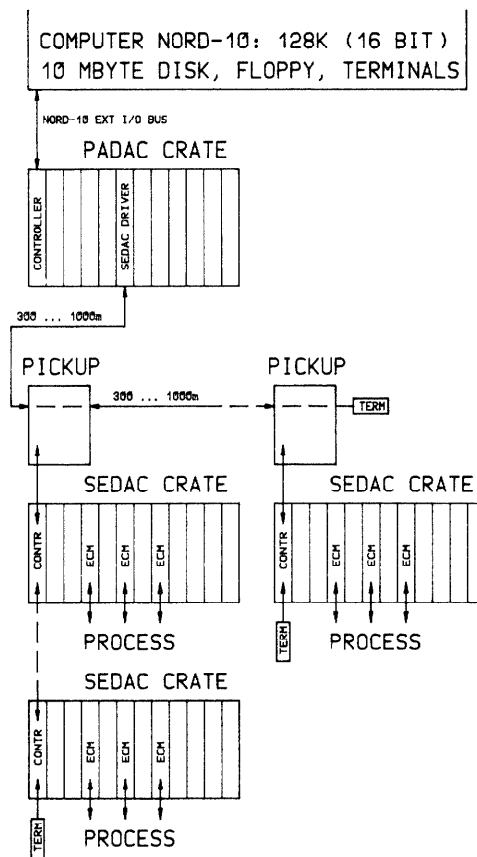 COMPUTER NORD-10: 128K (16 BIT)
10 MBYTE DISK, FLOPPY, TERMINALS
NORD-10 EXT I/O BUS
PADAC CRATE
CONTROLLER
SEDAC DRIVER
300 ... 1000m
PICKUP
PICKUP
300 ... 1000m
TERM
SEDAC CRATE
SEDAC CRATE
CONTR
ECM
ECM
ECM
CONTR
ECM
ECM
ECM
PROCESS
TERM
PROCESS
SEDAC CRATE
CONTR
ECM
ECM
ECM
TERM
PROCESS